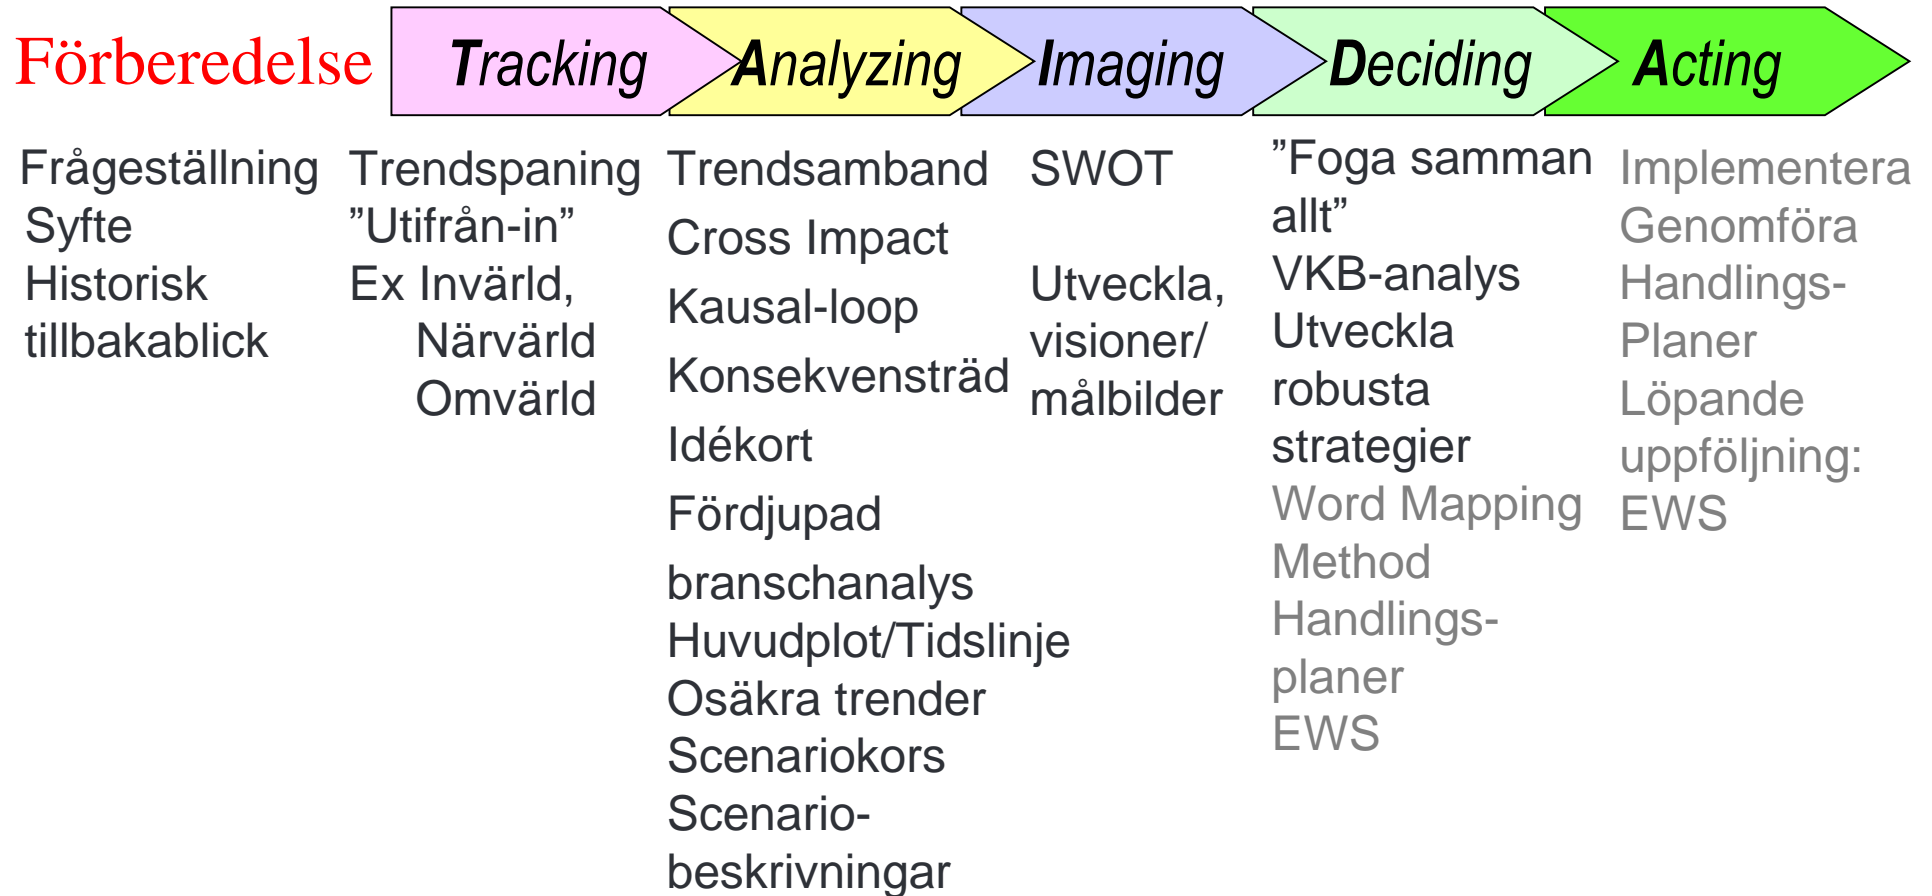 Förberedelse
Tracking
Analyzing
Imaging
Deciding
Acting
Frågeställning
Syfte
Historisk
tillbakablick
Trendspaning
”Utifrån-in”
Ex Invärld,
Närvärld
Omvärld
Trendsamband
Cross Impact
Kausal-loop
Konsekvensträd
Idékort
Fördjupad
branschanalys
Huvudplot/Tidslinje
Osäkra trender
Scenariokors
Scenario-
beskrivningar
SWOT
Utveckla,
visioner/
målbilder
”Foga samman
allt”
VKB-analys
Utveckla
robusta
strategier
Word Mapping
Method
Handlings-
planer
EWS
Implementera
Genomföra
Handlings-
Planer
Löpande
uppföljning:
EWS